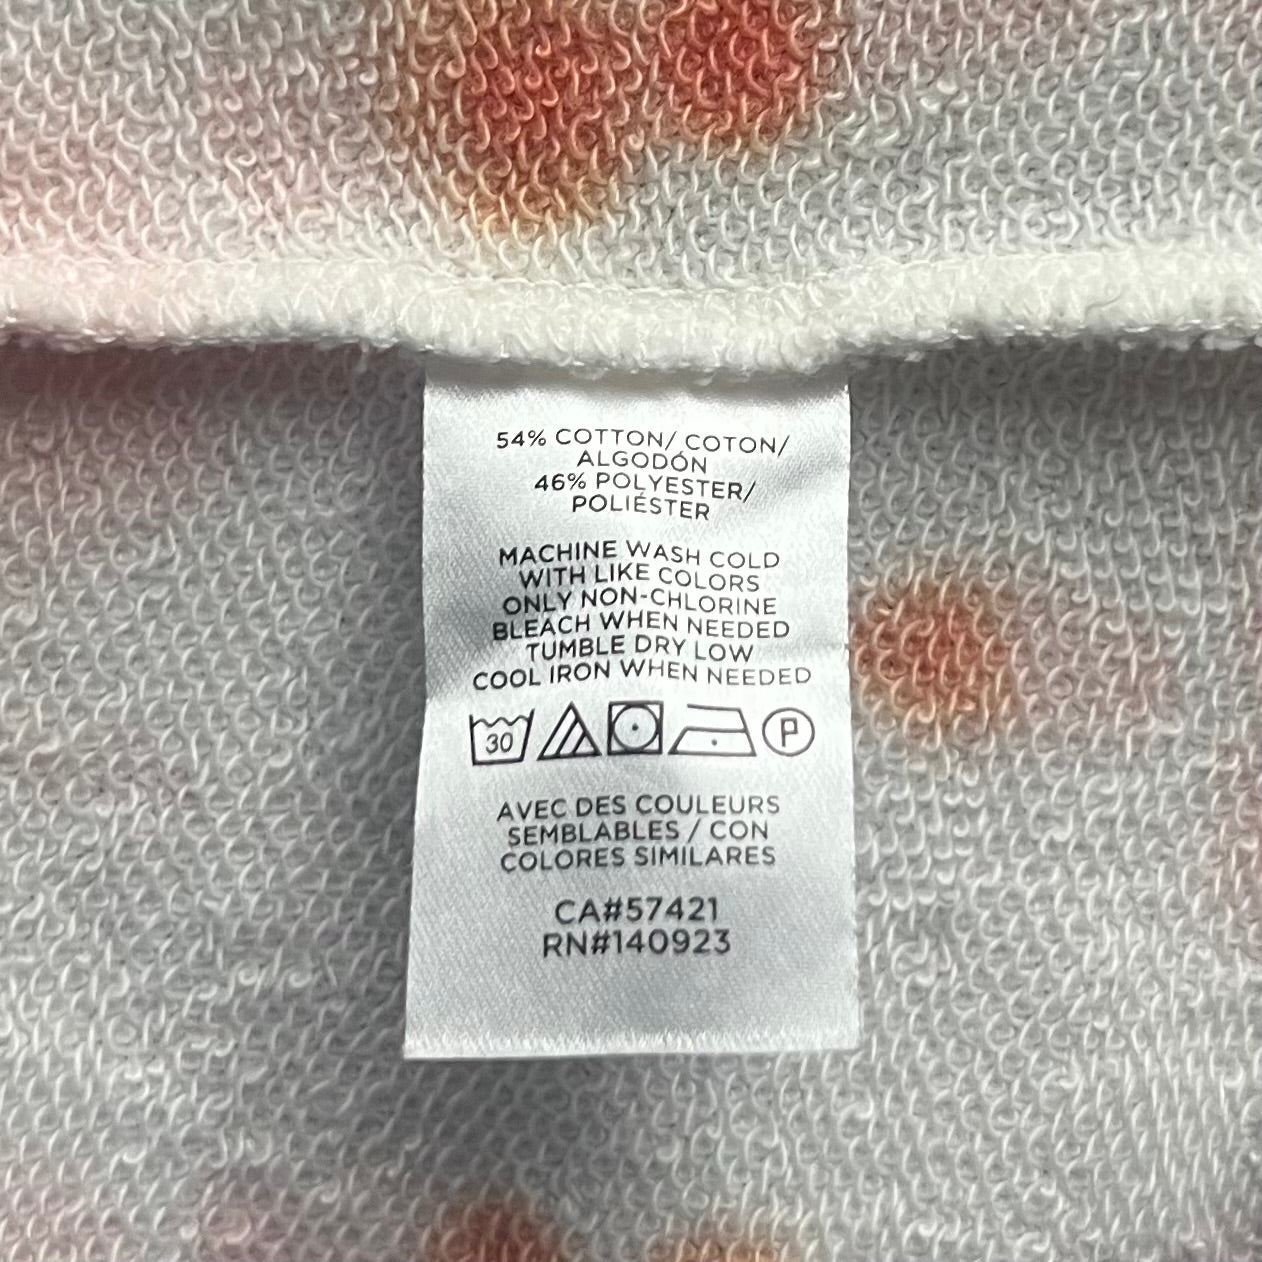 54% COTTON/ COTON/
ALGODÓN
46% POLYESTER/
POLIÉSTER
MACHINE WASH COLD
WITH LIKE COLORS
ONLY NON-CHLORINE
BLEACH WHEN NEEDED
TUMBLE DRY LOW
COOL IRON WHEN NEEDED
30 P
AVEC DES COULEURS
SEMBLABLES / CON
COLORES SIMILARES
CA#57421
RN#140923